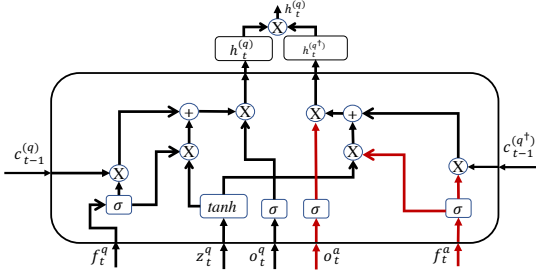 h_t^{(q)}
X
h_t^{(q)} h_t^{(q†)}
X + X X +
c_{t-1}^{(q)} X X X X c_{t-1}^{(q†)}
σ tanh σ σ σ
f_t^q z_t^q o_t^q o_t^a f_t^a